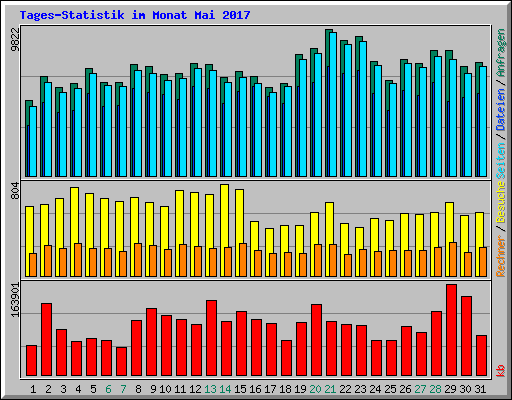 Tages-Statistik im Monat Mai 2017
9822
804
163901
Anfragen
/
Dateien
/
Seiten
Besuche
/
Rechner
kb
1 2 3 4 5 6 7 8 9 10 11 12 13 14 15 16 17 18 19 20 21 22 23 24 25 26 27 28 29 30 31